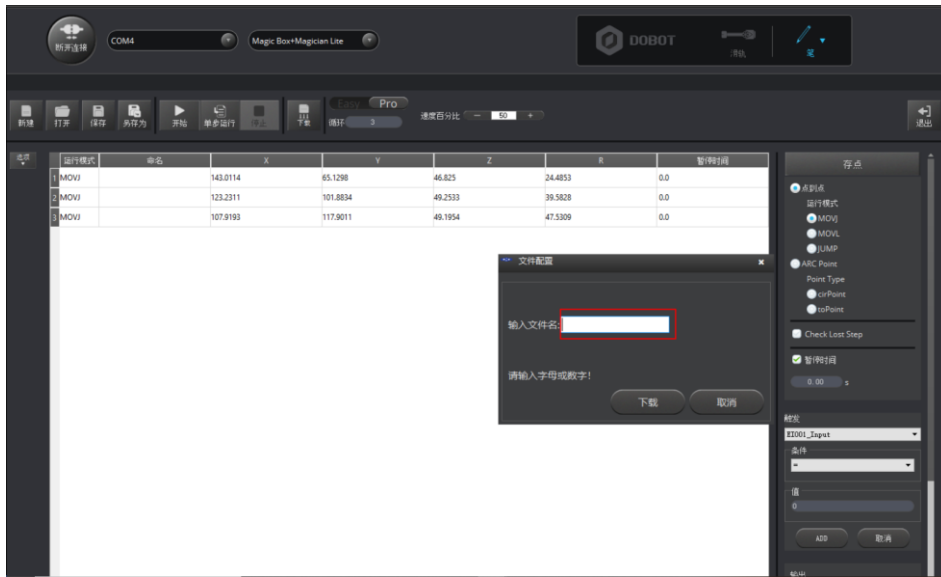 断开连接
COM4
Magic Box+Magician Lite
DOBOT
滑轨
笔
新建
打开
保存
另存为
开始
单步运行
停止
下载
Easy Pro
循环 3
速度百分比 － 50 ＋
退出
选项
运行模式 命名 X Y Z R 暂停时间
1 MOVJ 143.0114 65.1298 46.825 24.4853 0.0
2 MOVJ 123.2311 101.8834 49.2533 39.5828 0.0
3 MOVJ 107.9193 117.9011 49.1954 47.5309 0.0
文件配置
输入文件名:
请输入字母或数字!
下载 取消
存点
点到点
运行模式
MOVJ
MOVL
JUMP
ARC Point
Point Type
cirPoint
toPoint
Check Lost Step
暂停时间
0.00 s
触发
EIO01_Input
条件
=
值
0
ADD 取消
输出